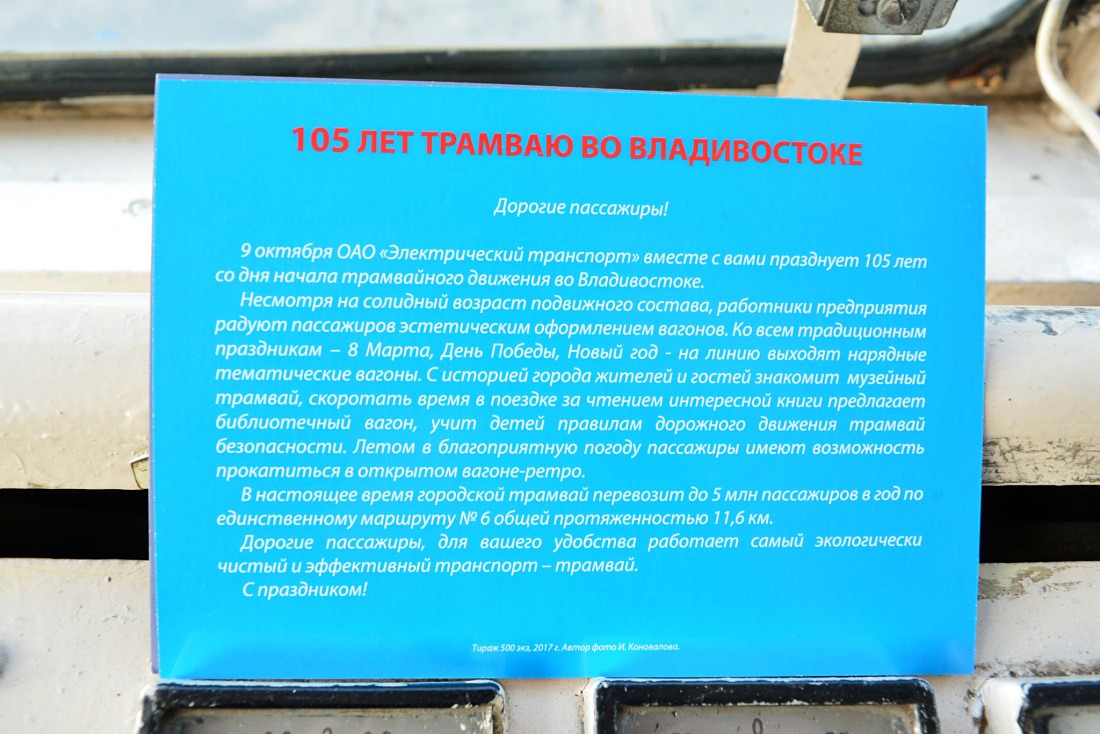 105 ЛЕТ ТРАМВАЮ ВО ВЛАДИВОСТОКЕ
Дорогие пассажиры!
9 октября ОАО «Электрический транспорт» вместе с вами празднует 105 лет
со дня начала трамвайного движения во Владивостоке.
Несмотря на солидный возраст подвижного состава, работники предприятия
радуют пассажиров эстетическим оформлением вагонов. Ко всем традиционным
праздникам – 8 Марта, День Победы, Новый год - на линию выходят нарядные
тематические вагоны. С историей города жителей и гостей знакомит музейный
трамвай, скоротать время в поездке за чтением интересной книги предлагает
библиотечный вагон, учит детей правилам дорожного движения трамвай
безопасности. Летом в благоприятную погоду пассажиры имеют возможность
прокатиться в открытом вагоне-ретро.
В настоящее время городской трамвай перевозит до 5 млн пассажиров в год по
единственному маршруту № 6 общей протяженностью 11,6 км.
Дорогие пассажиры, для вашего удобства работает самый экологически
чистый и эффективный транспорт – трамвай.
С праздником!
Тираж 500 экз, 2017 г. Автор фото И. Коновалова.